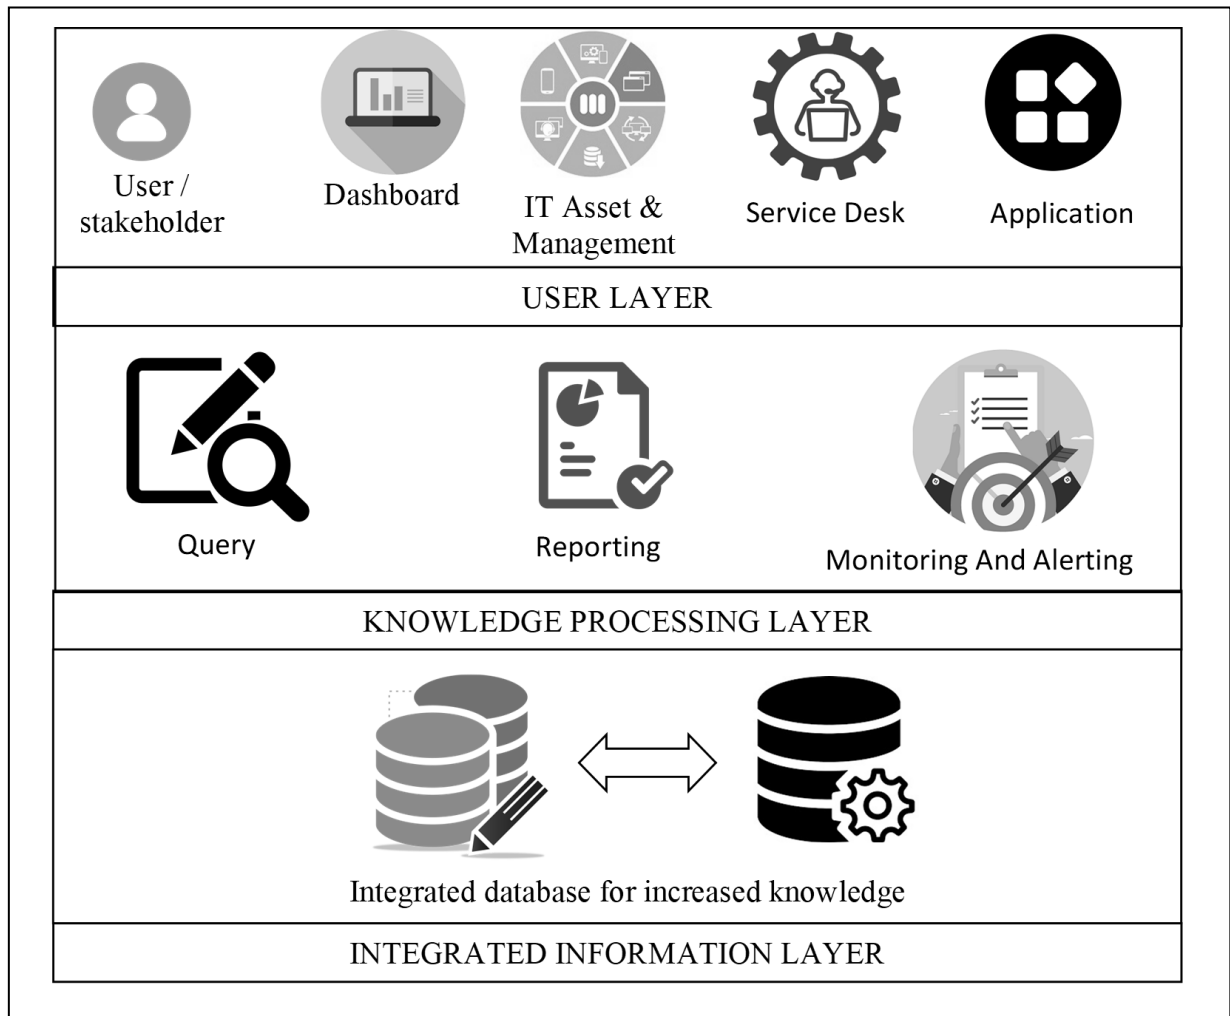 User /
stakeholder
Dashboard
IT Asset &
Management
Service Desk
Application
USER LAYER
Query
Reporting
Monitoring And Alerting
KNOWLEDGE PROCESSING LAYER
Integrated database for increased knowledge
INTEGRATED INFORMATION LAYER